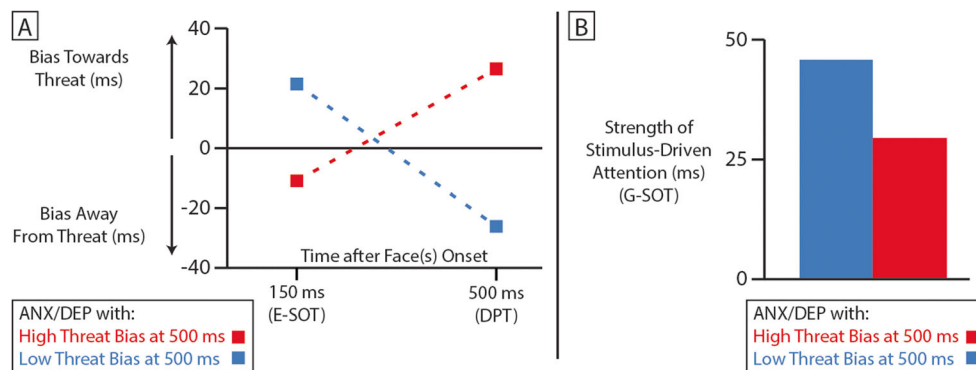 A
Bias Towards
Threat (ms)
Bias Away
From Threat (ms)
40
20
0
-20
-40
Time after Face(s) Onset
150 ms
(E-SOT)
500 ms
(DPT)
ANX/DEP with:
High Threat Bias at 500 ms
Low Threat Bias at 500 ms
B
Strength of
Stimulus-Driven
Attention (ms)
(G-SOT)
50
25
0
ANX/DEP with:
High Threat Bias at 500 ms
Low Threat Bias at 500 ms